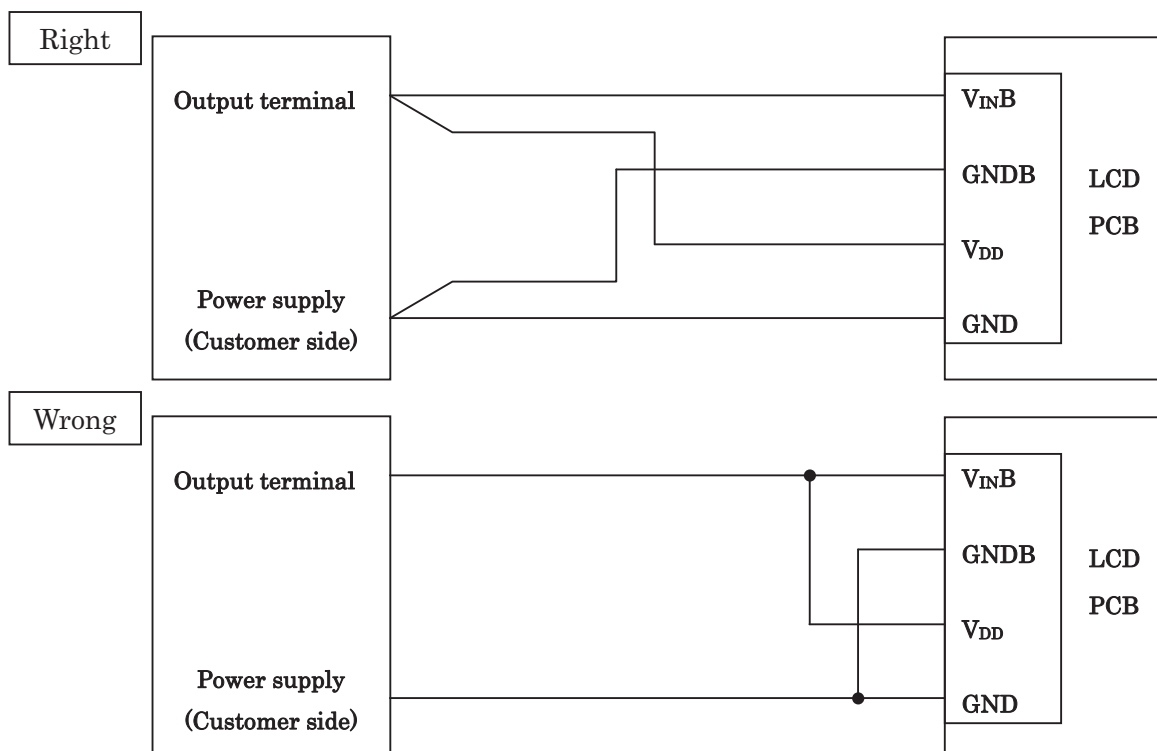 Right
Output terminal
Power supply
(Customer side)
VINB
GNDB
VDD
GND
LCD
PCB
Wrong
Output terminal
Power supply
(Customer side)
VINB
GNDB
VDD
GND
LCD
PCB